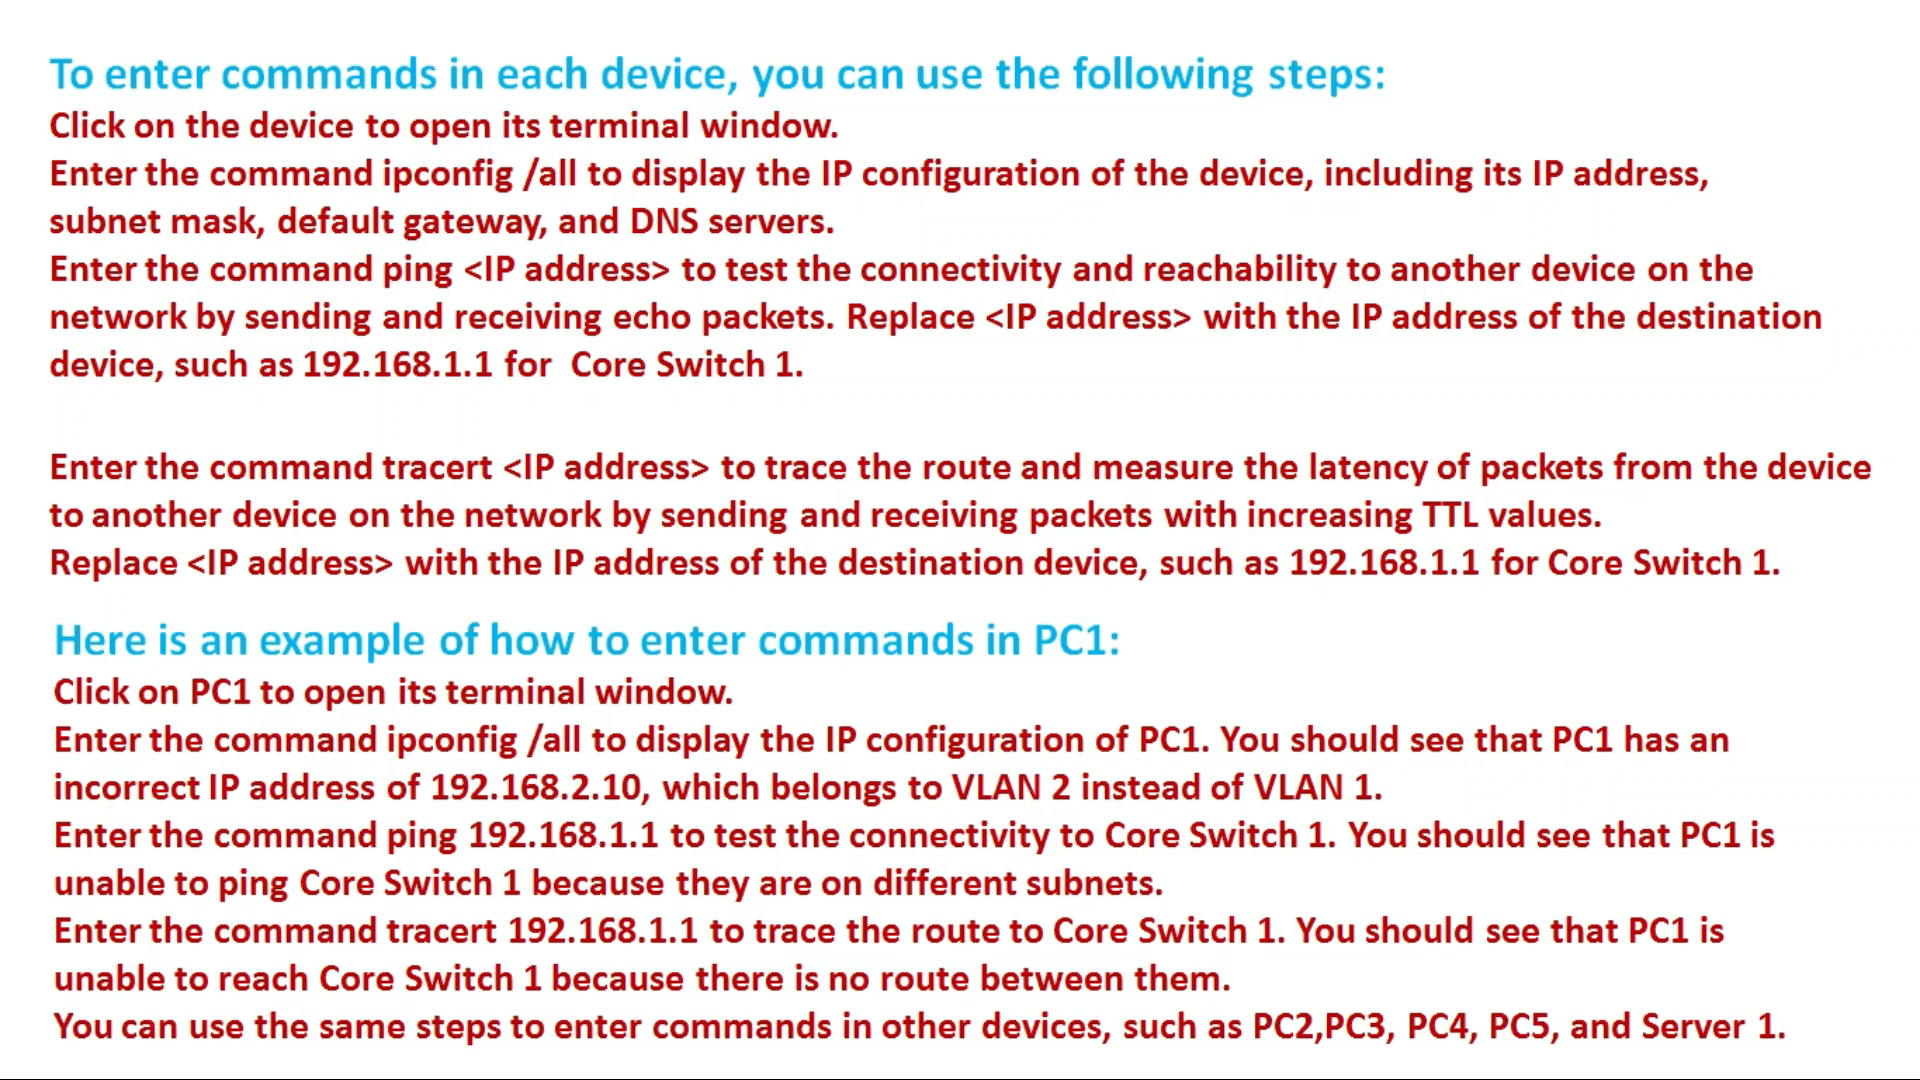 To enter commands in each device, you can use the following steps:
Click on the device to open its terminal window.
Enter the command ipconfig /all to display the IP configuration of the device, including its IP address,
subnet mask, default gateway, and DNS servers.
Enter the command ping <IP address> to test the connectivity and reachability to another device on the
network by sending and receiving echo packets. Replace <IP address> with the IP address of the destination
device, such as 192.168.1.1 for Core Switch 1.
Enter the command tracert <IP address> to trace the route and measure the latency of packets from the device
to another device on the network by sending and receiving packets with increasing TTL values.
Replace <IP address> with the IP address of the destination device, such as 192.168.1.1 for Core Switch 1.
Here is an example of how to enter commands in PC1:
Click on PC1 to open its terminal window.
Enter the command ipconfig /all to display the IP configuration of PC1. You should see that PC1 has an
incorrect IP address of 192.168.2.10, which belongs to VLAN 2 instead of VLAN 1.
Enter the command ping 192.168.1.1 to test the connectivity to Core Switch 1. You should see that PC1 is
unable to ping Core Switch 1 because they are on different subnets.
Enter the command tracert 192.168.1.1 to trace the route to Core Switch 1. You should see that PC1 is
unable to reach Core Switch 1 because there is no route between them.
You can use the same steps to enter commands in other devices, such as PC2,PC3, PC4, PC5, and Server 1.